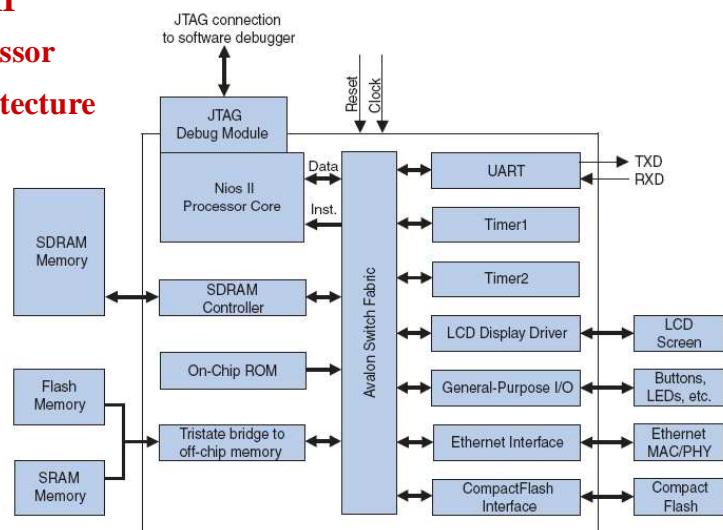 JTAG connection
to software debugger
JTAG
Debug Module
Reset
Clock
Nios II
Processor Core
Data
Inst.
Avalon Switch Fabric
UART
TXD
RXD
Timer1
Timer2
SDRAM
Memory
SDRAM
Controller
LCD Display Driver
LCD
Screen
On-Chip ROM
General-Purpose I/O
Buttons,
LEDs, etc.
Flash
Memory
Tristate bridge to
off-chip memory
Ethernet Interface
Ethernet
MAC/PHY
SRAM
Memory
CompactFlash
Interface
Compact
Flash